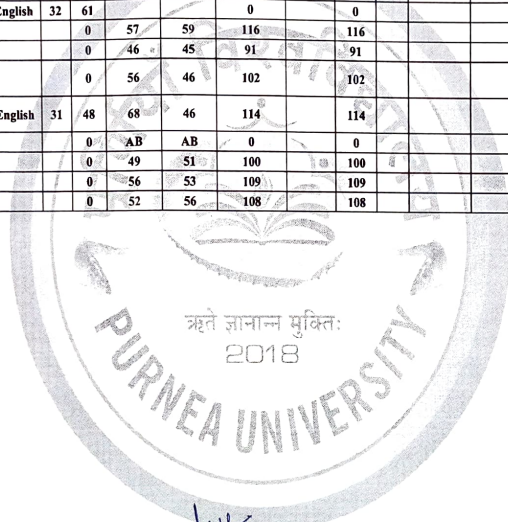 English 32 61 0 0
0 57 59 116 116
0 46 45 91 91
0 56 46 102 102
English 31 48 68 46 114 114
0 AB AB 0 0
0 49 51 100 100
0 56 53 109 109
0 52 56 108 108
ऋते ज्ञानान्न मुक्तिः
2018
PURNEA UNIVERSITY